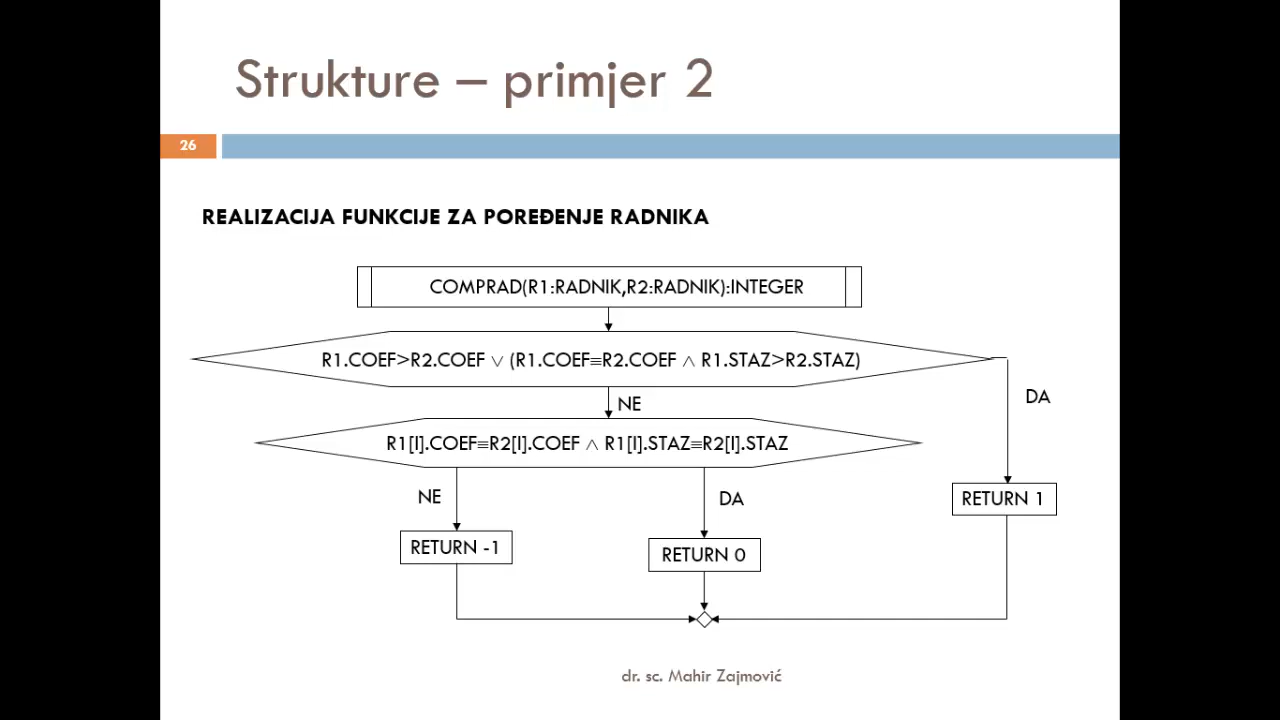 Strukture – primjer 2
26
REALIZACIJA FUNKCIJE ZA POREĐENJE RADNIKA
COMPRAD(R1:RADNIK,R2:RADNIK):INTEGER
R1.COEF>R2.COEF ∨ (R1.COEF≡R2.COEF ∧ R1.STAZ>R2.STAZ)
DA
NE
R1[I].COEF≡R2[I].COEF ∧ R1[I].STAZ≡R2[I].STAZ
NE
DA
RETURN 1
RETURN -1
RETURN 0
dr. sc. Mahir Zajmović